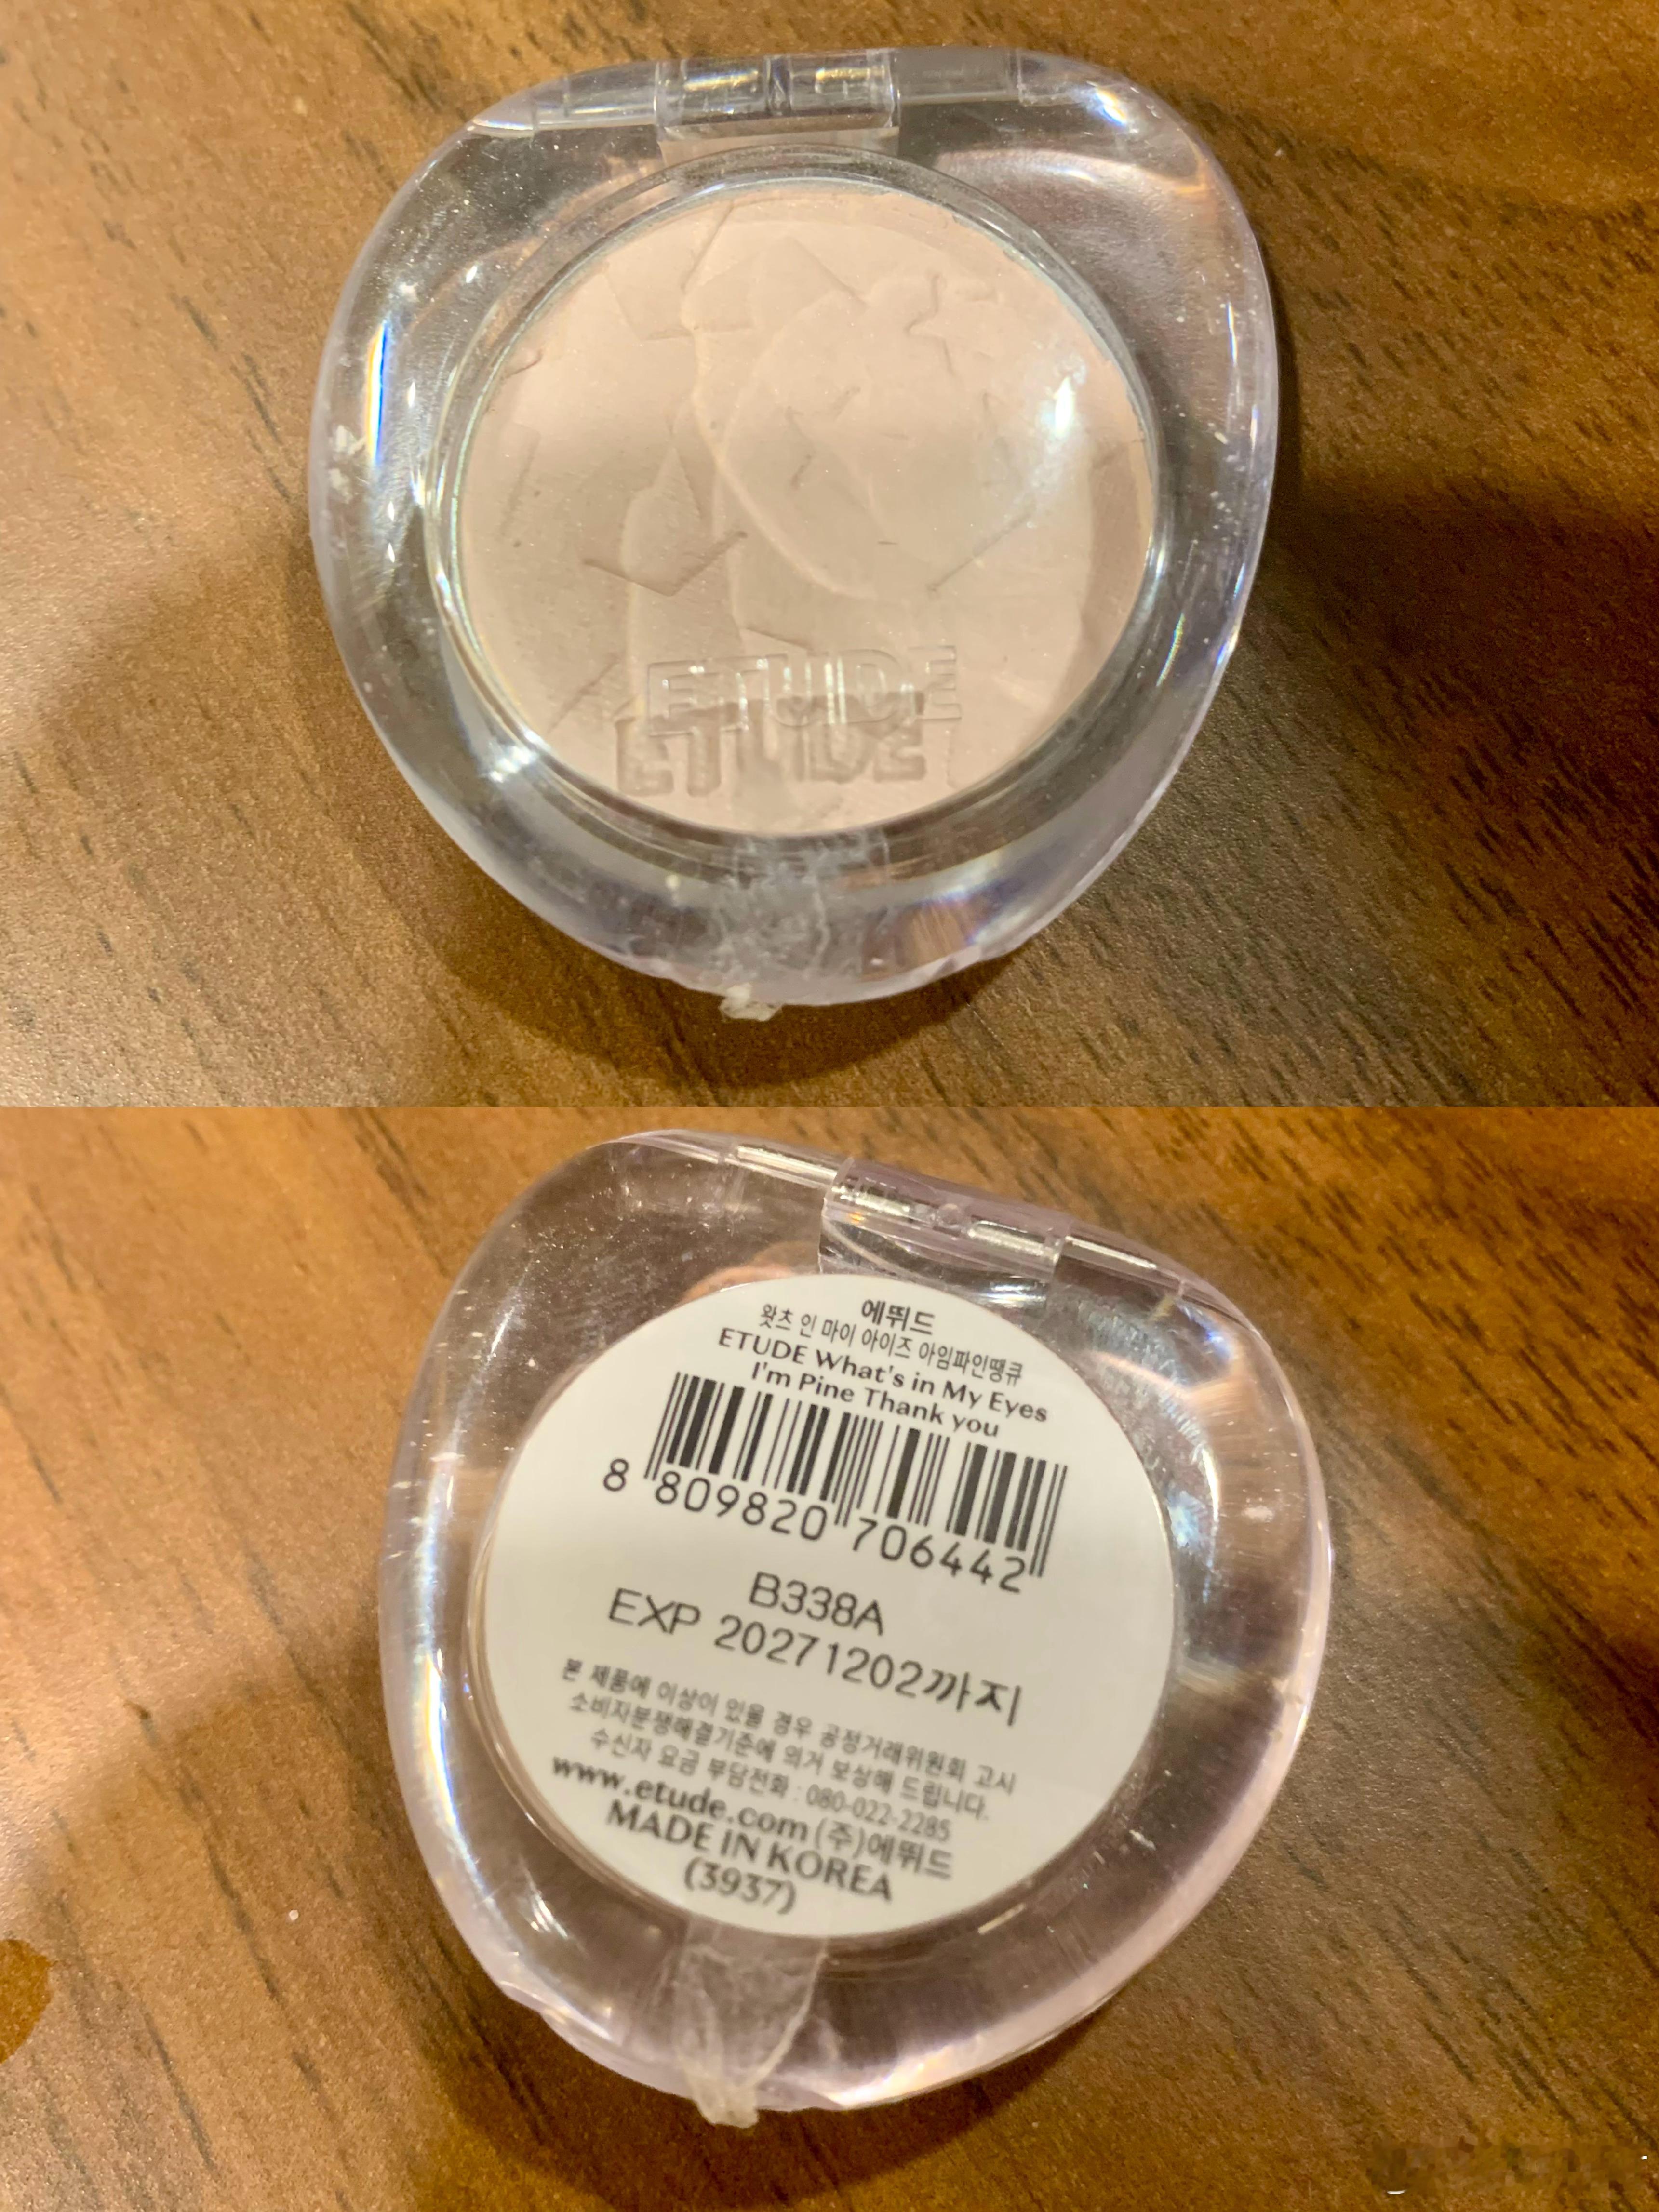 ETUDE
ETUDE
에뛰드
왓츠 인 마이 아이즈 아임파인땡큐
ETUDE What's in My Eyes
I'm Pine Thank you
8 809820 706442
B338A
EXP 20271202까지
본 제품에 이상이 있을 경우 공정거래위원회 고시
소비자분쟁해결기준에 의거 보상해 드립니다.
수신자 요금 부담전화 : 080-022-2285
www.etude.com (주)에뛰드
MADE IN KOREA
(3937)